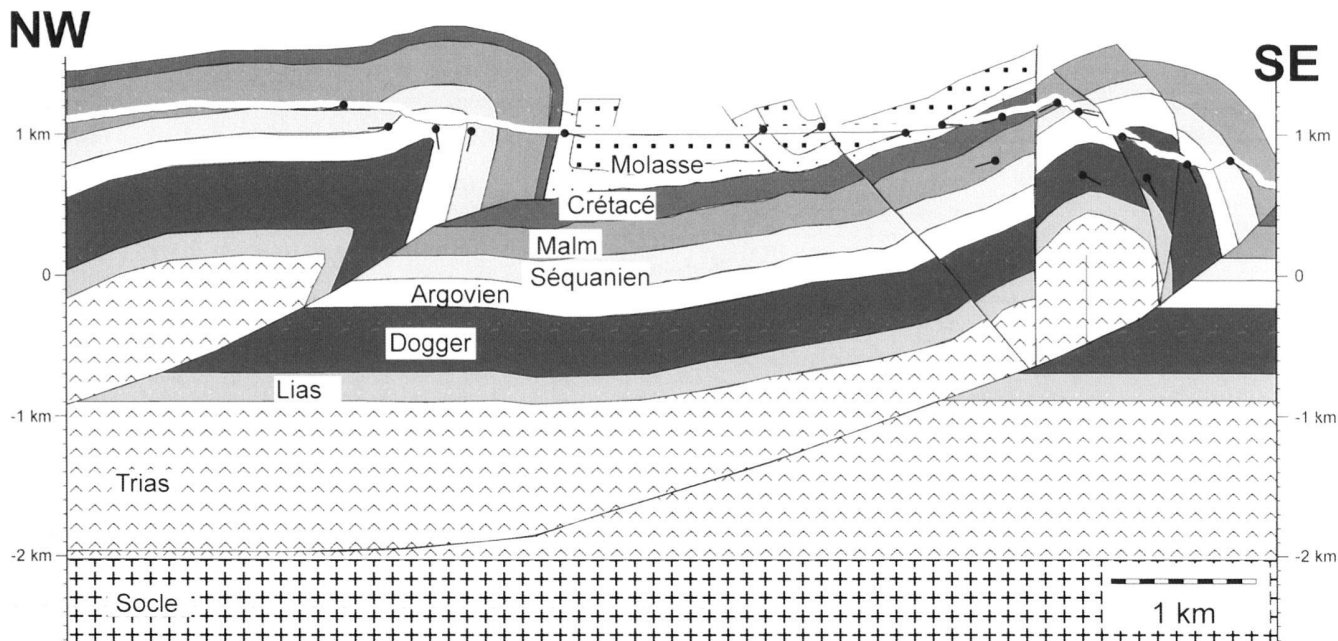 NW
SE
1 km
1 km
Molasse
Crétacé
Malm
0
Séquanien
0
Argovien
Dogger
Lias
-1 km
-1 km
Trias
-2 km
-2 km
Socle
1 km